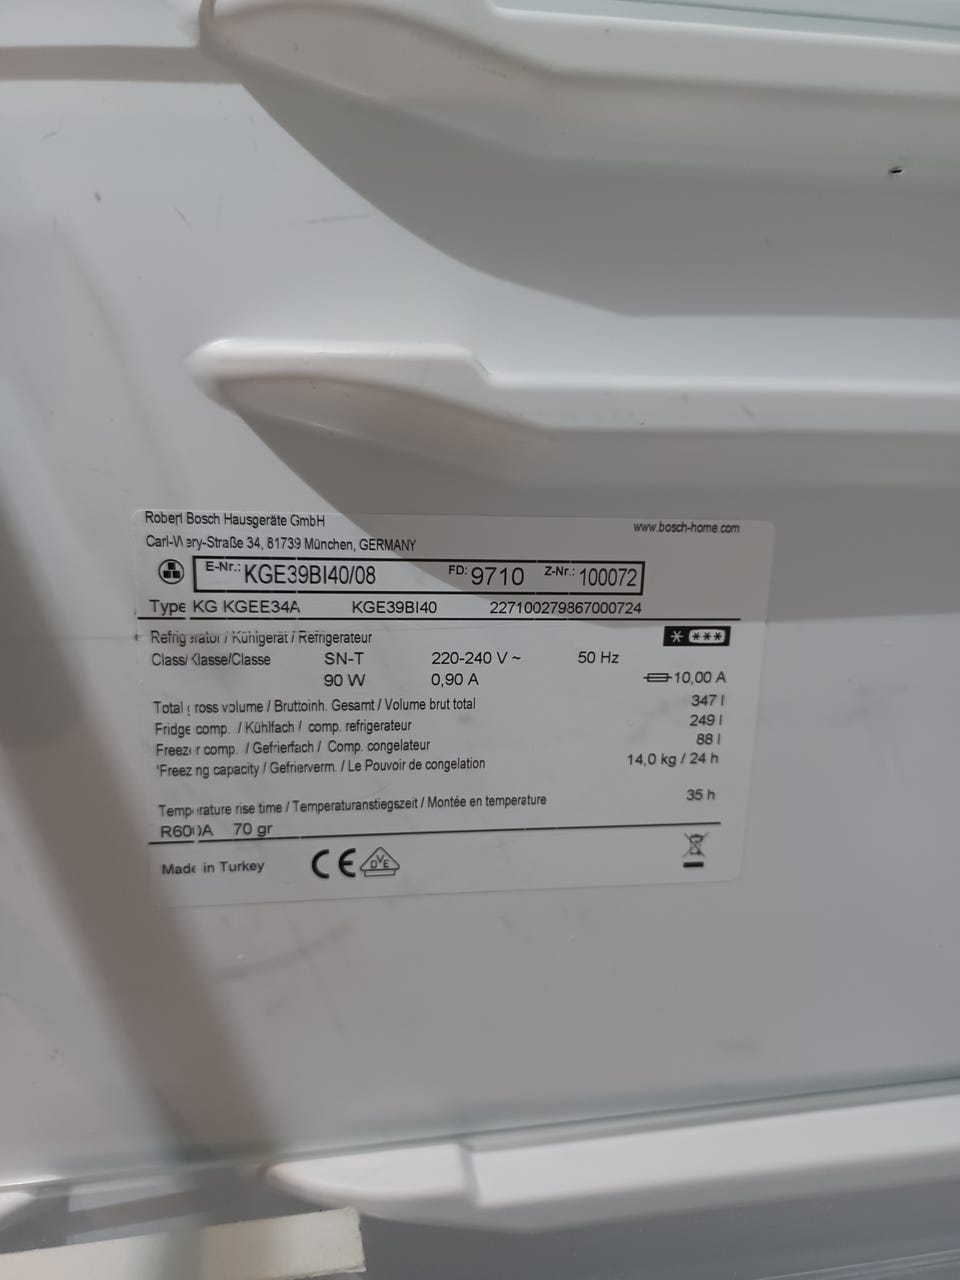 Robert Bosch Hausgeräte GmbH
www.bosch-home.com
Carl-Wery-Straße 34, 81739 München, GERMANY
E-Nr.: KGE39BI40/08 FD: 9710 Z-Nr.: 100072
Type KG KGEE34A KGE39BI40 227100279867000724
Refrigerator / Kühlgerät / Refrigerateur
Class/Klasse/Classe SN-T 220-240 V ~ 50 Hz
90 W 0,90 A 10,00 A
Total gross volume / Bruttoinh. Gesamt / Volume brut total 347 l
Fridge comp. / Kühlfach / comp. refrigerateur 249 l
Freezer comp. / Gefrierfach / Comp. congelateur 88 l
Freezing capacity / Gefrierverm. / Le Pouvoir de congelation 14,0 kg / 24 h
Temperature rise time / Temperaturanstiegszeit / Montée en temperature 35 h
R600A 70 gr
Made in Turkey CE DVE